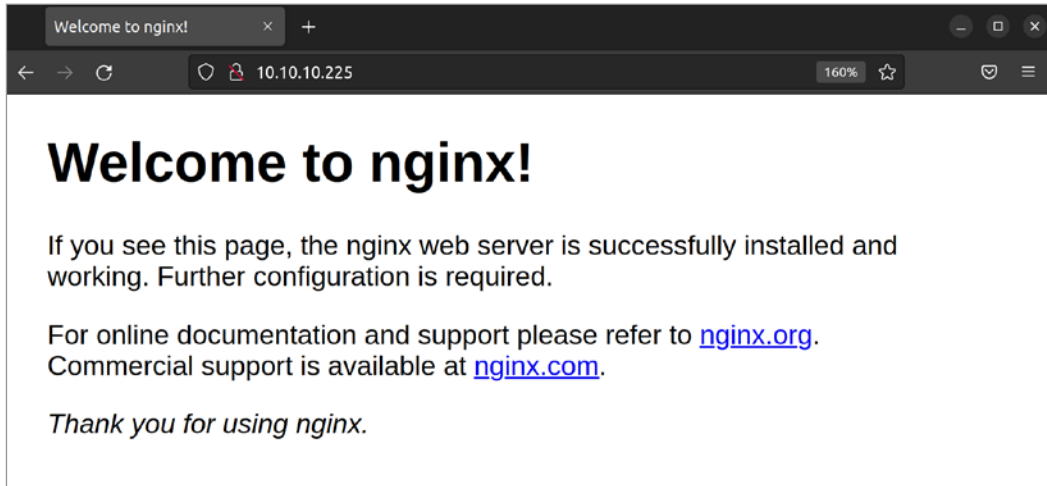 Welcome to nginx!
10.10.10.225
160%
Welcome to nginx!
If you see this page, the nginx web server is successfully installed and
working. Further configuration is required.
For online documentation and support please refer to nginx.org.
Commercial support is available at nginx.com.
Thank you for using nginx.